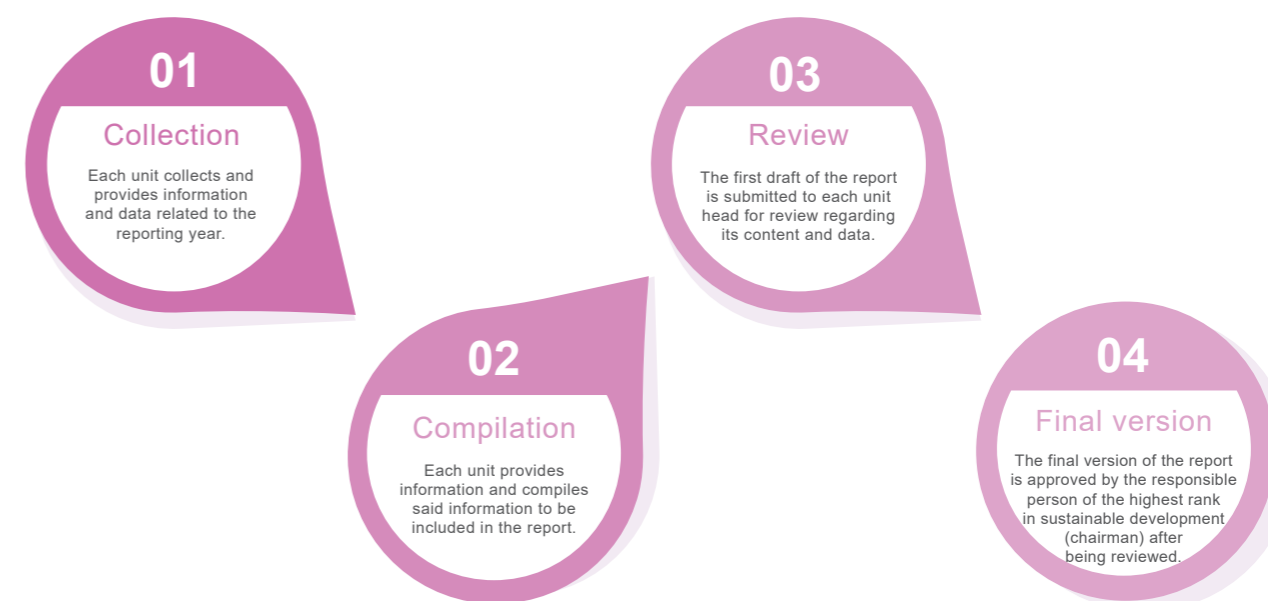 01
Collection
Each unit collects and
provides information
and data related to the
reporting year.
02
Compilation
Each unit provides
information and compiles
said information to be
included in the report.
03
Review
The first draft of the report
is submitted to each unit
head for review regarding
its content and data.
04
Final version
The final version of the report
is approved by the responsible
person of the highest rank
in sustainable development
(chairman) after
being reviewed.